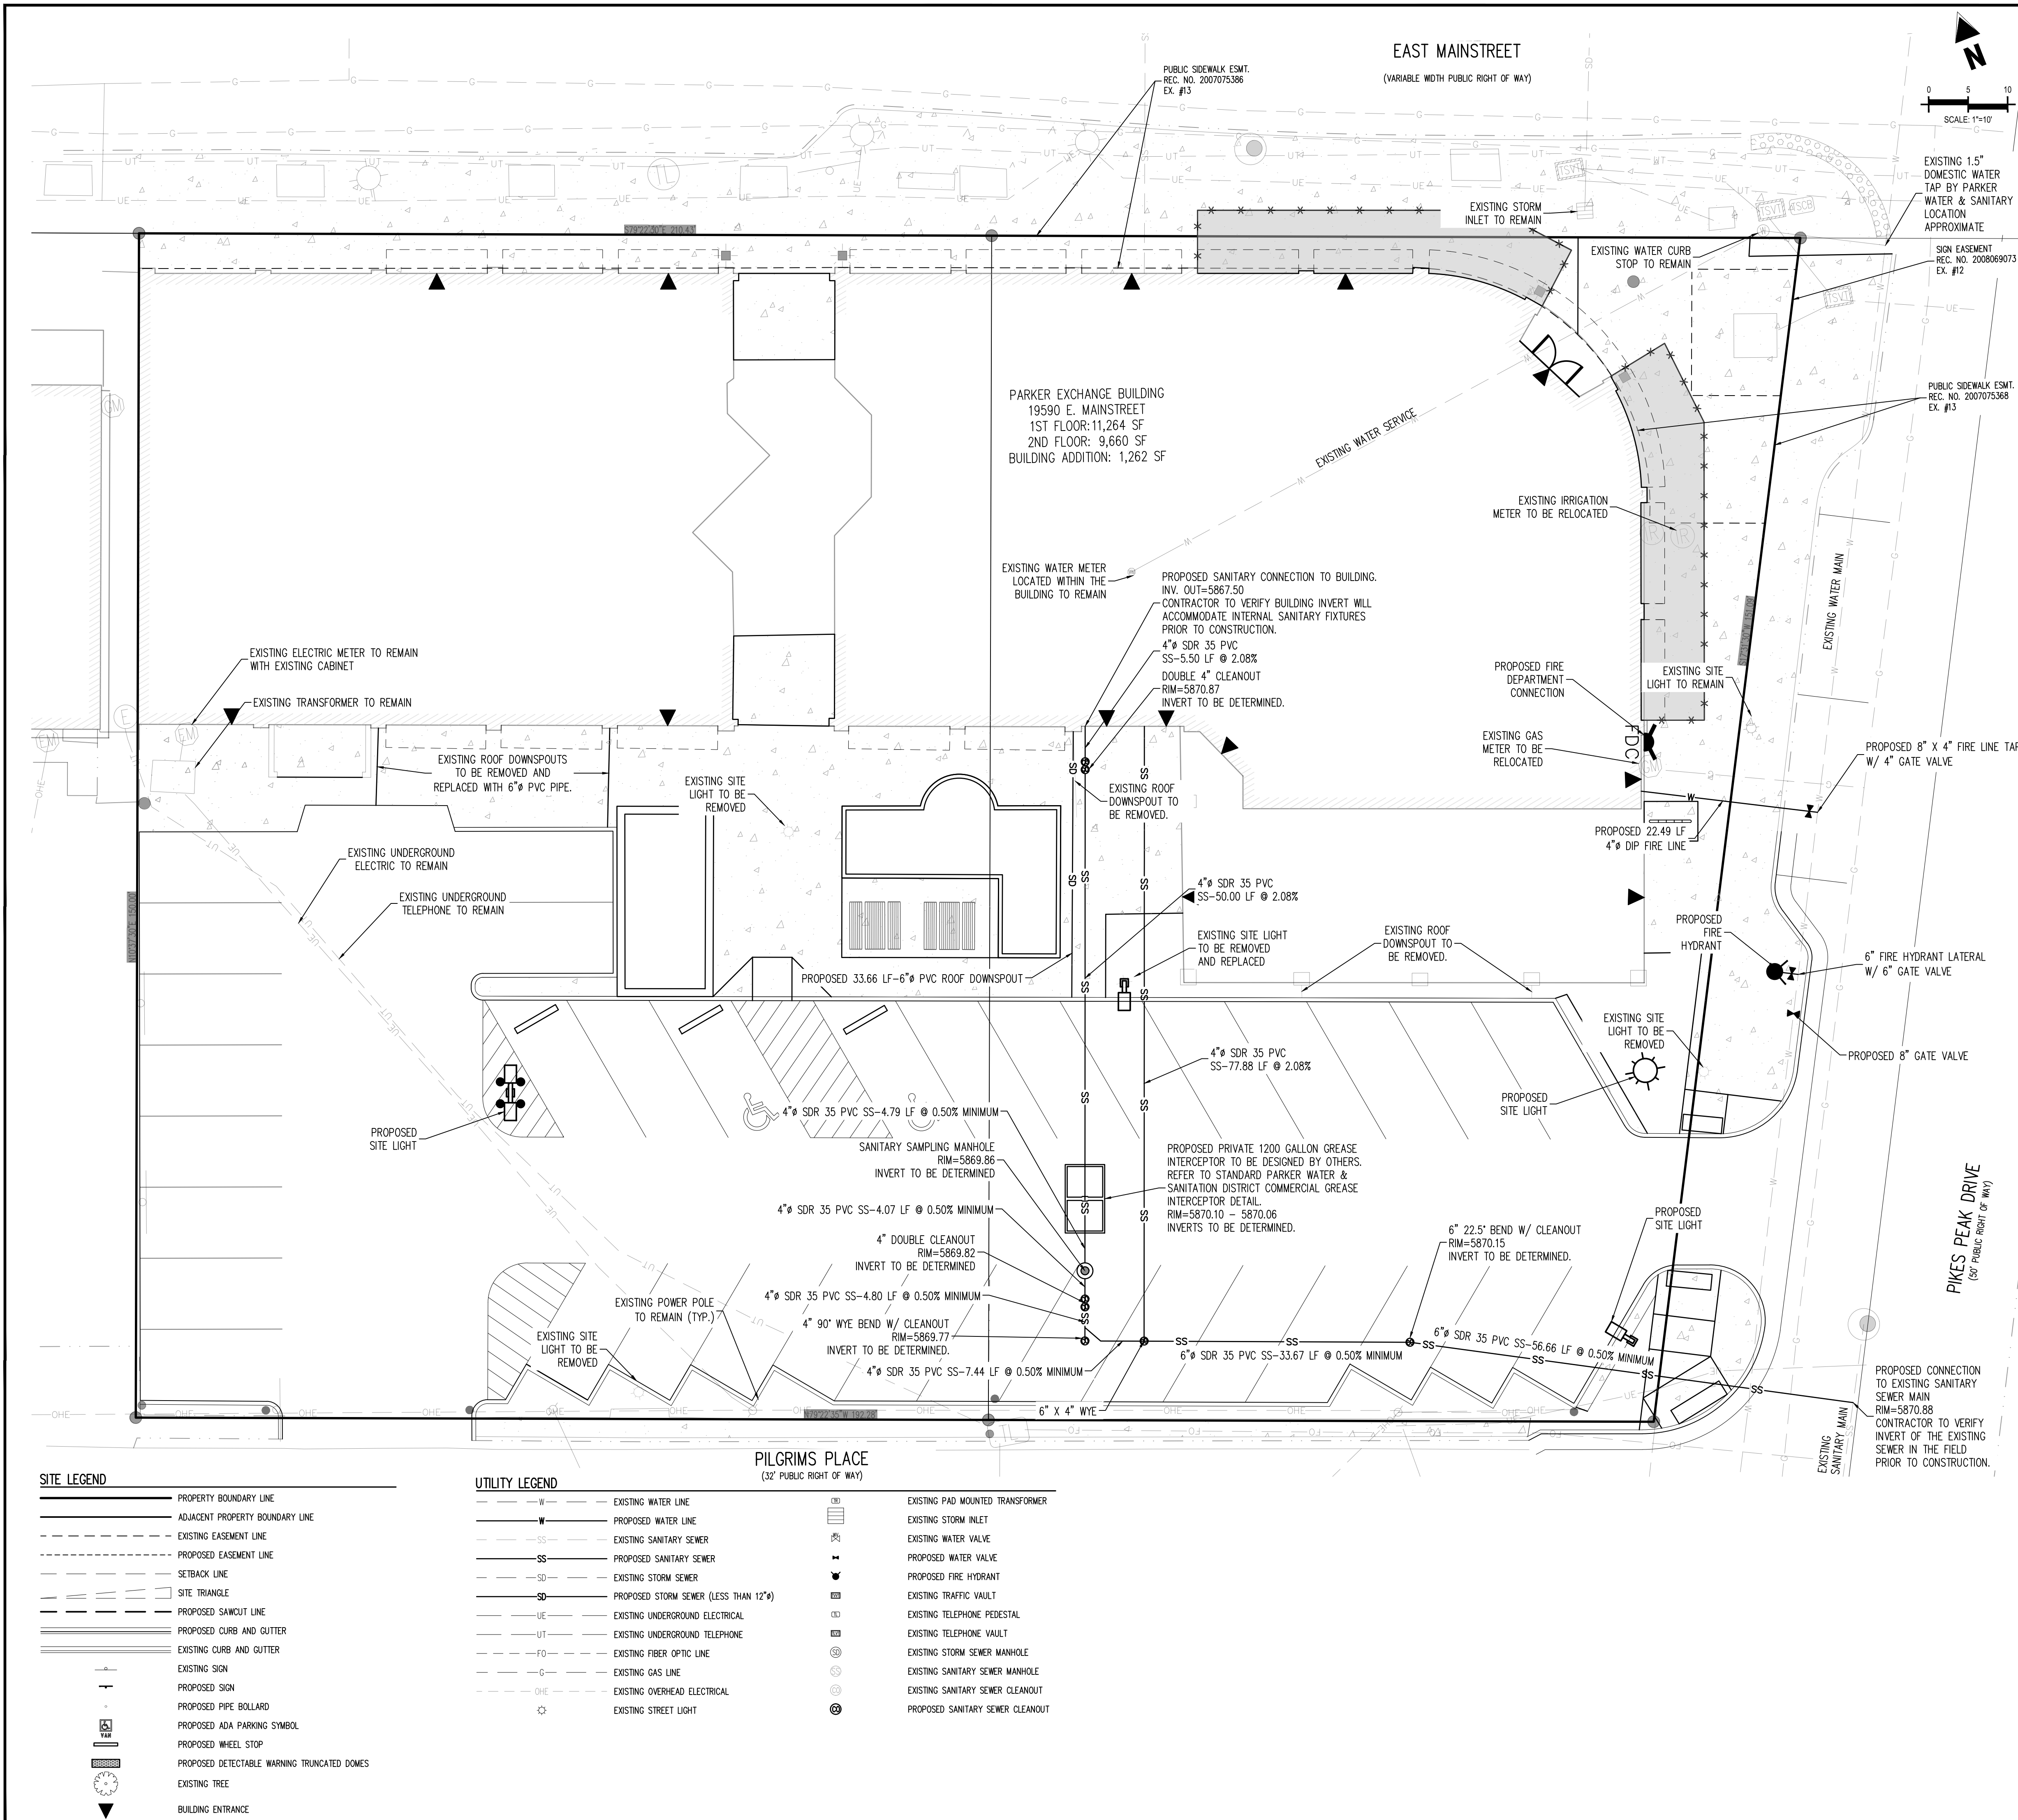 EAST MAINSTREET
(VARIABLE WIDTH PUBLIC RIGHT OF WAY)
N
0 5 10
SCALE: 1"=10'
PUBLIC SIDEWALK ESMT.
REC. NO. 2007075386
EX. #13
EXISTING 1.5"
DOMESTIC WATER
TAP BY PARKER
WATER & SANITARY
LOCATION
APPROXIMATE
SIGN EASEMENT
REC. NO. 2008069073
EX. #12
EXISTING STORM
INLET TO REMAIN
EXISTING WATER CURB
STOP TO REMAIN
S79°22'30"E 210.43'
PUBLIC SIDEWALK ESMT.
REC. NO. 2007075368
EX. #13
PARKER EXCHANGE BUILDING
19590 E. MAINSTREET
1ST FLOOR:11,264 SF
2ND FLOOR: 9,660 SF
BUILDING ADDITION: 1,262 SF
EXISTING WATER SERVICE
EXISTING IRRIGATION
METER TO BE RELOCATED
EXISTING WATER METER
LOCATED WITHIN THE
BUILDING TO REMAIN
PROPOSED SANITARY CONNECTION TO BUILDING.
INV. OUT=5867.50
CONTRACTOR TO VERIFY BUILDING INVERT WILL
ACCOMMODATE INTERNAL SANITARY FIXTURES
PRIOR TO CONSTRUCTION.
4"ø SDR 35 PVC
SS-5.50 LF @ 2.08%
DOUBLE 4" CLEANOUT
RIM=5870.87
INVERT TO BE DETERMINED.
EXISTING WATER MAIN
EXISTING ELECTRIC METER TO REMAIN
WITH EXISTING CABINET
EXISTING TRANSFORMER TO REMAIN
PROPOSED FIRE
DEPARTMENT
CONNECTION
EXISTING SITE
LIGHT TO REMAIN
FDC
EXISTING GAS
METER TO BE
RELOCATED
PROPOSED 8" X 4" FIRE LINE TAP
W/ 4" GATE VALVE
EXISTING ROOF DOWNSPOUTS
TO BE REMOVED AND
REPLACED WITH 6"ø PVC PIPE.
EXISTING SITE
LIGHT TO BE
REMOVED
EXISTING ROOF
DOWNSPOUT TO
BE REMOVED.
PROPOSED 22.49 LF
4"ø DIP FIRE LINE
EXISTING UNDERGROUND
ELECTRIC TO REMAIN
EXISTING UNDERGROUND
TELEPHONE TO REMAIN
N10°37'30"E 150.00'
4"ø SDR 35 PVC
SS-50.00 LF @ 2.08%
EXISTING SITE LIGHT
TO BE REMOVED
AND REPLACED
EXISTING ROOF
DOWNSPOUT TO
BE REMOVED.
PROPOSED
FIRE
HYDRANT
6" FIRE HYDRANT LATERAL
W/ 6" GATE VALVE
PROPOSED 33.66 LF-6"ø PVC ROOF DOWNSPOUT
EXISTING SITE
LIGHT TO BE
REMOVED
PROPOSED 8" GATE VALVE
4"ø SDR 35 PVC
SS-77.88 LF @ 2.08%
PROPOSED
SITE LIGHT
PROPOSED
SITE LIGHT
4"ø SDR 35 PVC SS-4.79 LF @ 0.50% MINIMUM
SANITARY SAMPLING MANHOLE
RIM=5869.86
INVERT TO BE DETERMINED
PROPOSED PRIVATE 1200 GALLON GREASE
INTERCEPTOR TO BE DESIGNED BY OTHERS.
REFER TO STANDARD PARKER WATER &
SANITATION DISTRICT COMMERCIAL GREASE
INTERCEPTOR DETAIL.
RIM=5870.10 - 5870.06
INVERTS TO BE DETERMINED.
4"ø SDR 35 PVC SS-4.07 LF @ 0.50% MINIMUM
4" DOUBLE CLEANOUT
RIM=5869.82
INVERT TO BE DETERMINED
6" 22.5° BEND W/ CLEANOUT
RIM=5870.15
INVERT TO BE DETERMINED.
PROPOSED
SITE LIGHT
PIKES PEAK DRIVE
(50' PUBLIC RIGHT OF WAY)
4"ø SDR 35 PVC SS-4.80 LF @ 0.50% MINIMUM
EXISTING POWER POLE
TO REMAIN (TYP.)
4" 90° WYE BEND W/ CLEANOUT
RIM=5869.77
INVERT TO BE DETERMINED.
EXISTING SITE
LIGHT TO BE
REMOVED
4"ø SDR 35 PVC SS-7.44 LF @ 0.50% MINIMUM
6"ø SDR 35 PVC SS-33.67 LF @ 0.50% MINIMUM
6"ø SDR 35 PVC SS-56.66 LF @ 0.50% MINIMUM
PROPOSED CONNECTION
TO EXISTING SANITARY
SEWER MAIN
RIM=5870.88
CONTRACTOR TO VERIFY
INVERT OF THE EXISTING
SEWER IN THE FIELD
PRIOR TO CONSTRUCTION.
N79°22'35"W 192.28'
6" X 4" WYE
EXISTING
SANITARY MAIN
PILGRIMS PLACE
(32' PUBLIC RIGHT OF WAY)
SITE LEGEND
PROPERTY BOUNDARY LINE
ADJACENT PROPERTY BOUNDARY LINE
EXISTING EASEMENT LINE
PROPOSED EASEMENT LINE
SETBACK LINE
SITE TRIANGLE
PROPOSED SAWCUT LINE
PROPOSED CURB AND GUTTER
EXISTING CURB AND GUTTER
EXISTING SIGN
PROPOSED SIGN
PROPOSED PIPE BOLLARD
VAN PROPOSED ADA PARKING SYMBOL
PROPOSED WHEEL STOP
PROPOSED DETECTABLE WARNING TRUNCATED DOMES
EXISTING TREE
BUILDING ENTRANCE
UTILITY LEGEND
W EXISTING WATER LINE
W PROPOSED WATER LINE
SS EXISTING SANITARY SEWER
SS PROPOSED SANITARY SEWER
SD EXISTING STORM SEWER
SD PROPOSED STORM SEWER (LESS THAN 12"ø)
UE EXISTING UNDERGROUND ELECTRICAL
UT EXISTING UNDERGROUND TELEPHONE
FO EXISTING FIBER OPTIC LINE
G EXISTING GAS LINE
OHE EXISTING OVERHEAD ELECTRICAL
EXISTING STREET LIGHT
EXISTING PAD MOUNTED TRANSFORMER
EXISTING STORM INLET
EXISTING WATER VALVE
PROPOSED WATER VALVE
PROPOSED FIRE HYDRANT
EXISTING TRAFFIC VAULT
EXISTING TELEPHONE PEDESTAL
EXISTING TELEPHONE VAULT
SD EXISTING STORM SEWER MANHOLE
SS EXISTING SANITARY SEWER MANHOLE
CO EXISTING SANITARY SEWER CLEANOUT
CO PROPOSED SANITARY SEWER CLEANOUT